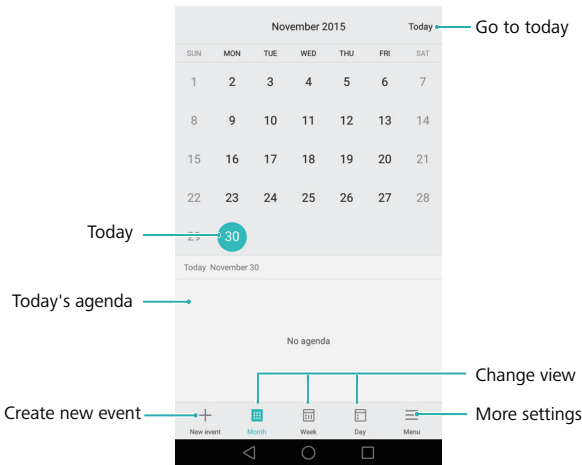 November 2015 Today Go to today
SUN MON TUE WED THU FRI SAT
1 2 3 4 5 6 7
8 9 10 11 12 13 14
15 16 17 18 19 20 21
22 23 24 25 26 27 28
Today 29 30
Today November 30
Today's agenda
No agenda
Change view
Create new event More settings
New event Month Week Day Menu